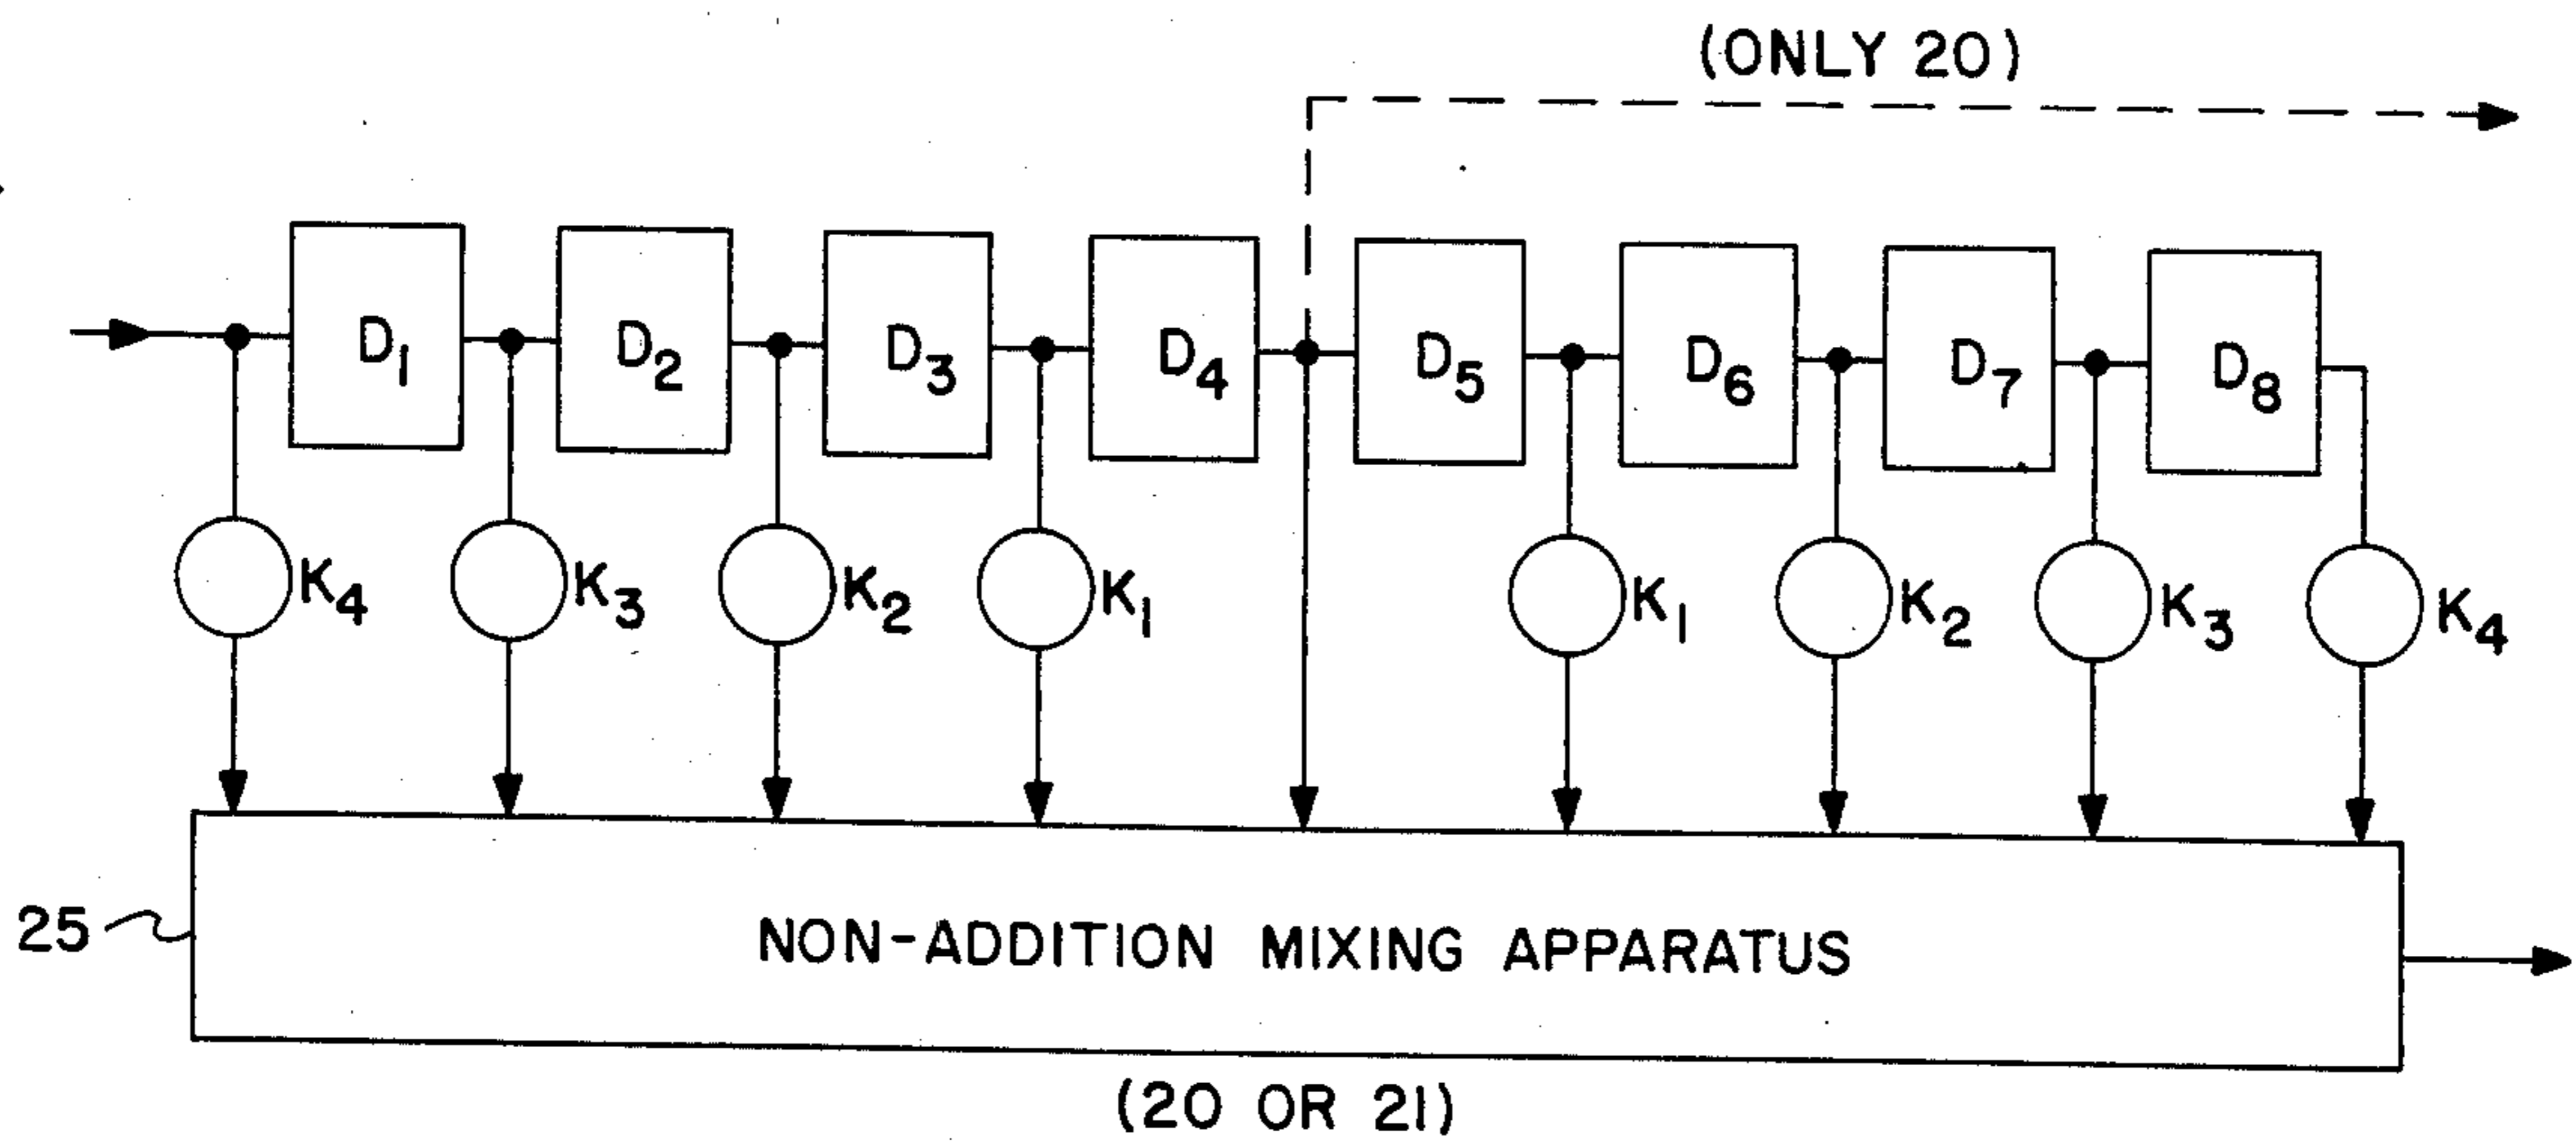 (ONLY 20)
D1 D2 D3 D4 D5 D6 D7 D8
K4 K3 K2 K1 K1 K2 K3 K4
25 NON-ADDITION MIXING APPARATUS
(20 OR 21)